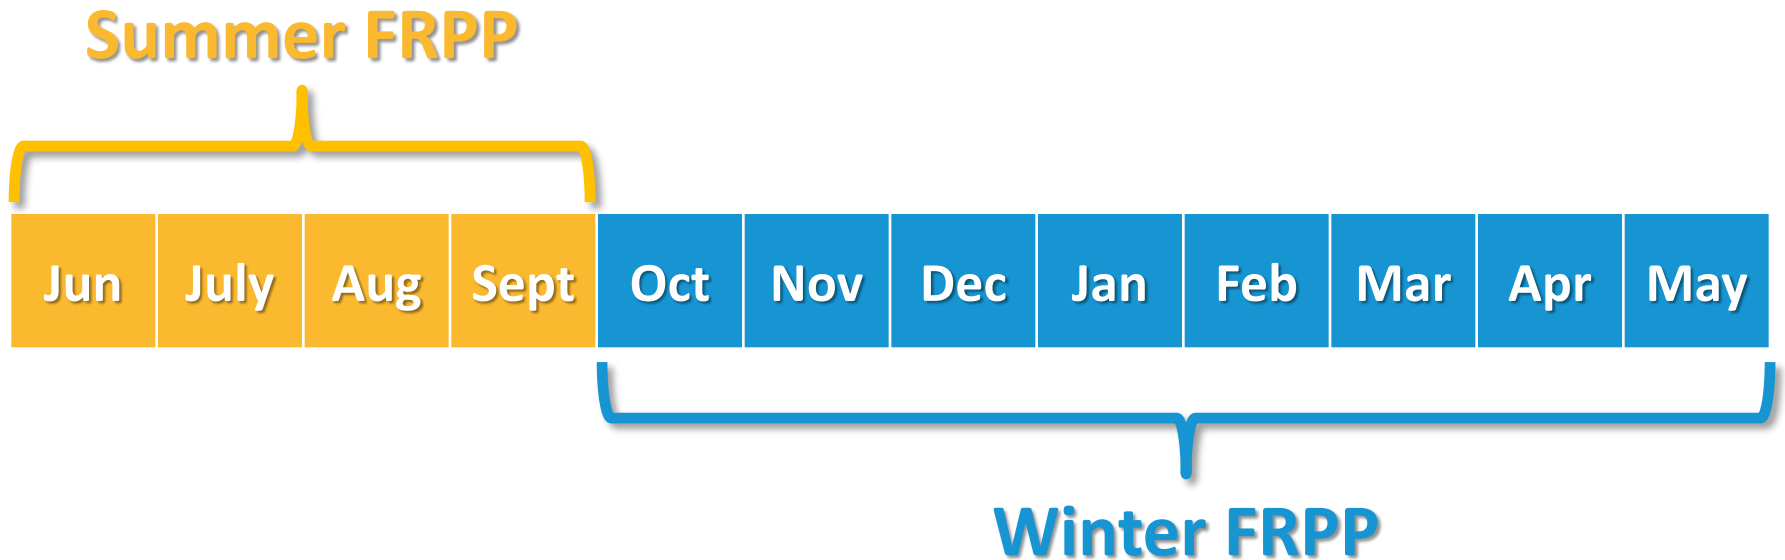 Summer FRPP
Jun July Aug Sept Oct Nov Dec Jan Feb Mar Apr May
Winter FRPP